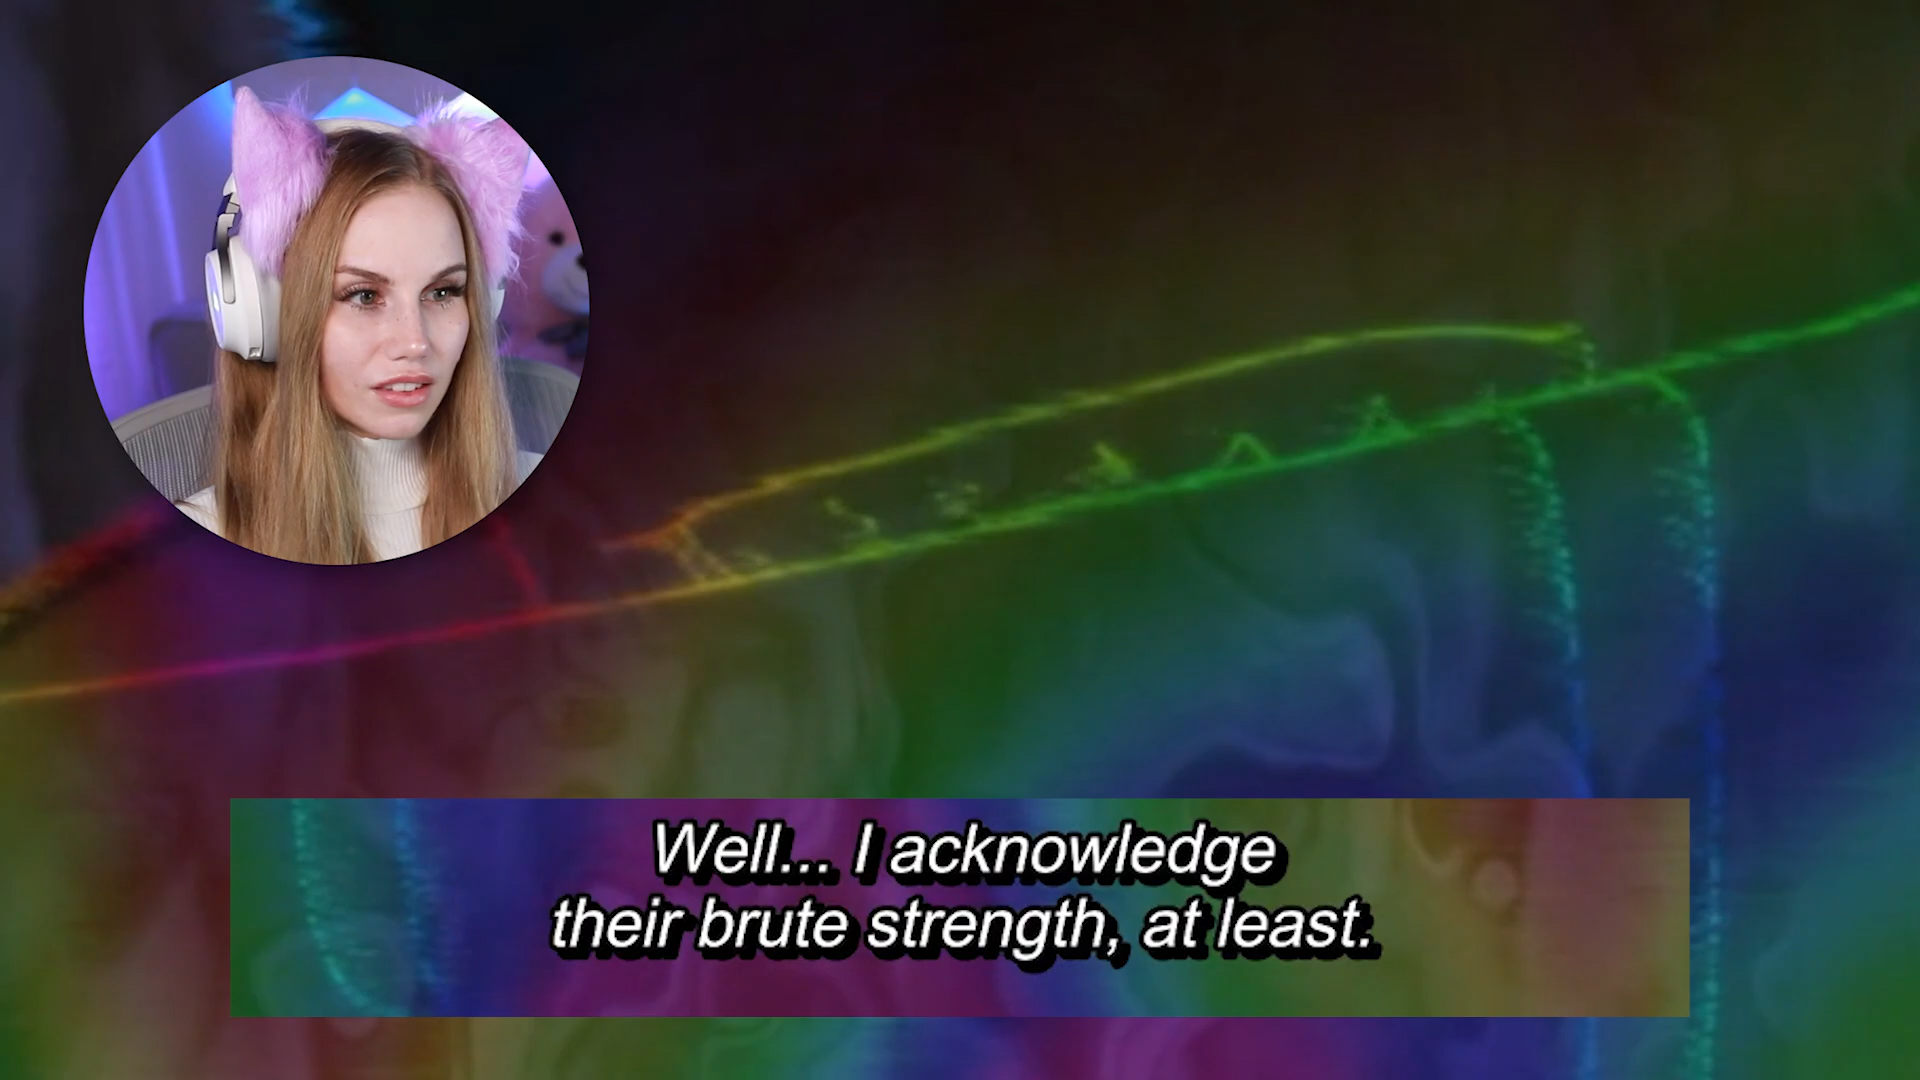 Well... I acknowledge
their brute strength, at least.